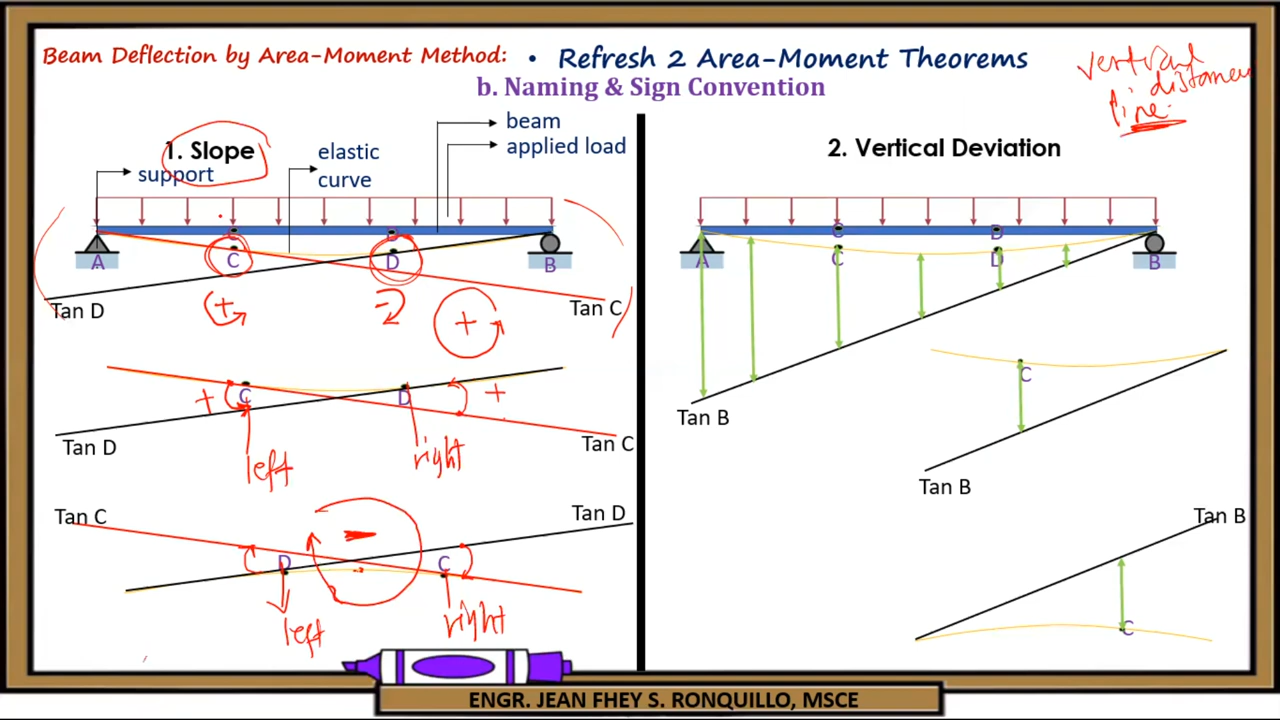 Beam Deflection by Area-Moment Method: • Refresh 2 Area-Moment Theorems
b. Naming & Sign Convention
vertical
distance
line
1. Slope
support
elastic
curve
beam
applied load
C
D
A
C
D
B
Tan D
Tan C
+
-
+
C
D
+
+
Tan D
Tan C
left
right
Tan C
Tan D
-
D
C
left
right
2. Vertical Deviation
C
D
A
C
D
B
Tan B
C
Tan B
Tan B
C
ENGR. JEAN FHEY S. RONQUILLO, MSCE